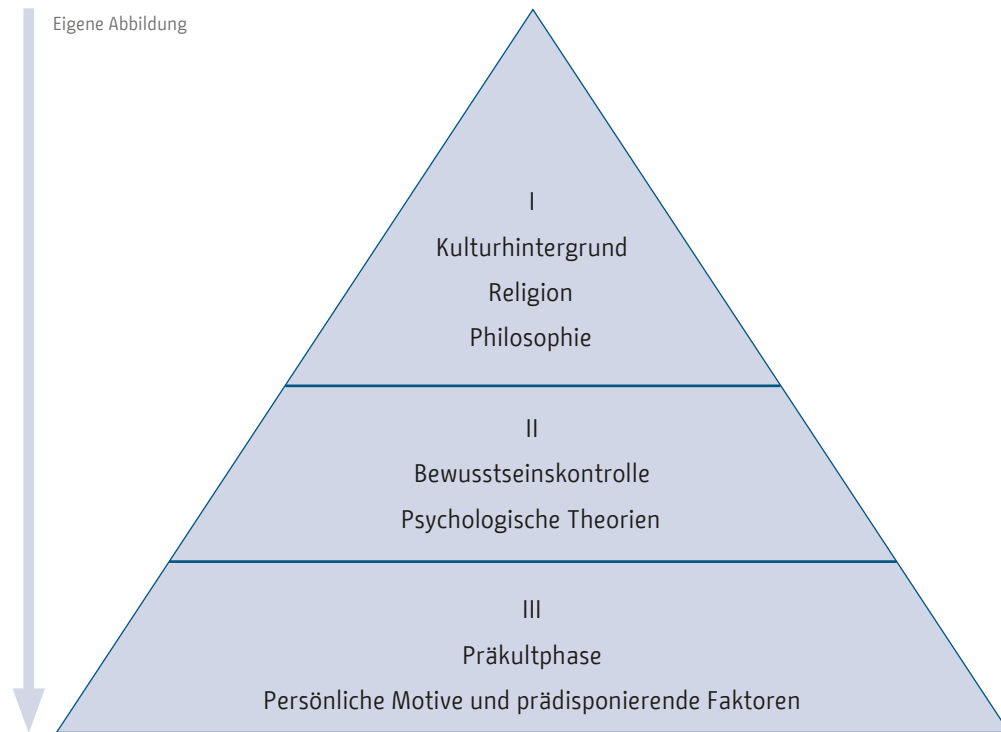 Eigene Abbildung
I
Kulturhintergrund
Religion
Philosophie
II
Bewusstseinskontrolle
Psychologische Theorien
III
Präkultphase
Persönliche Motive und prädisponierende Faktoren